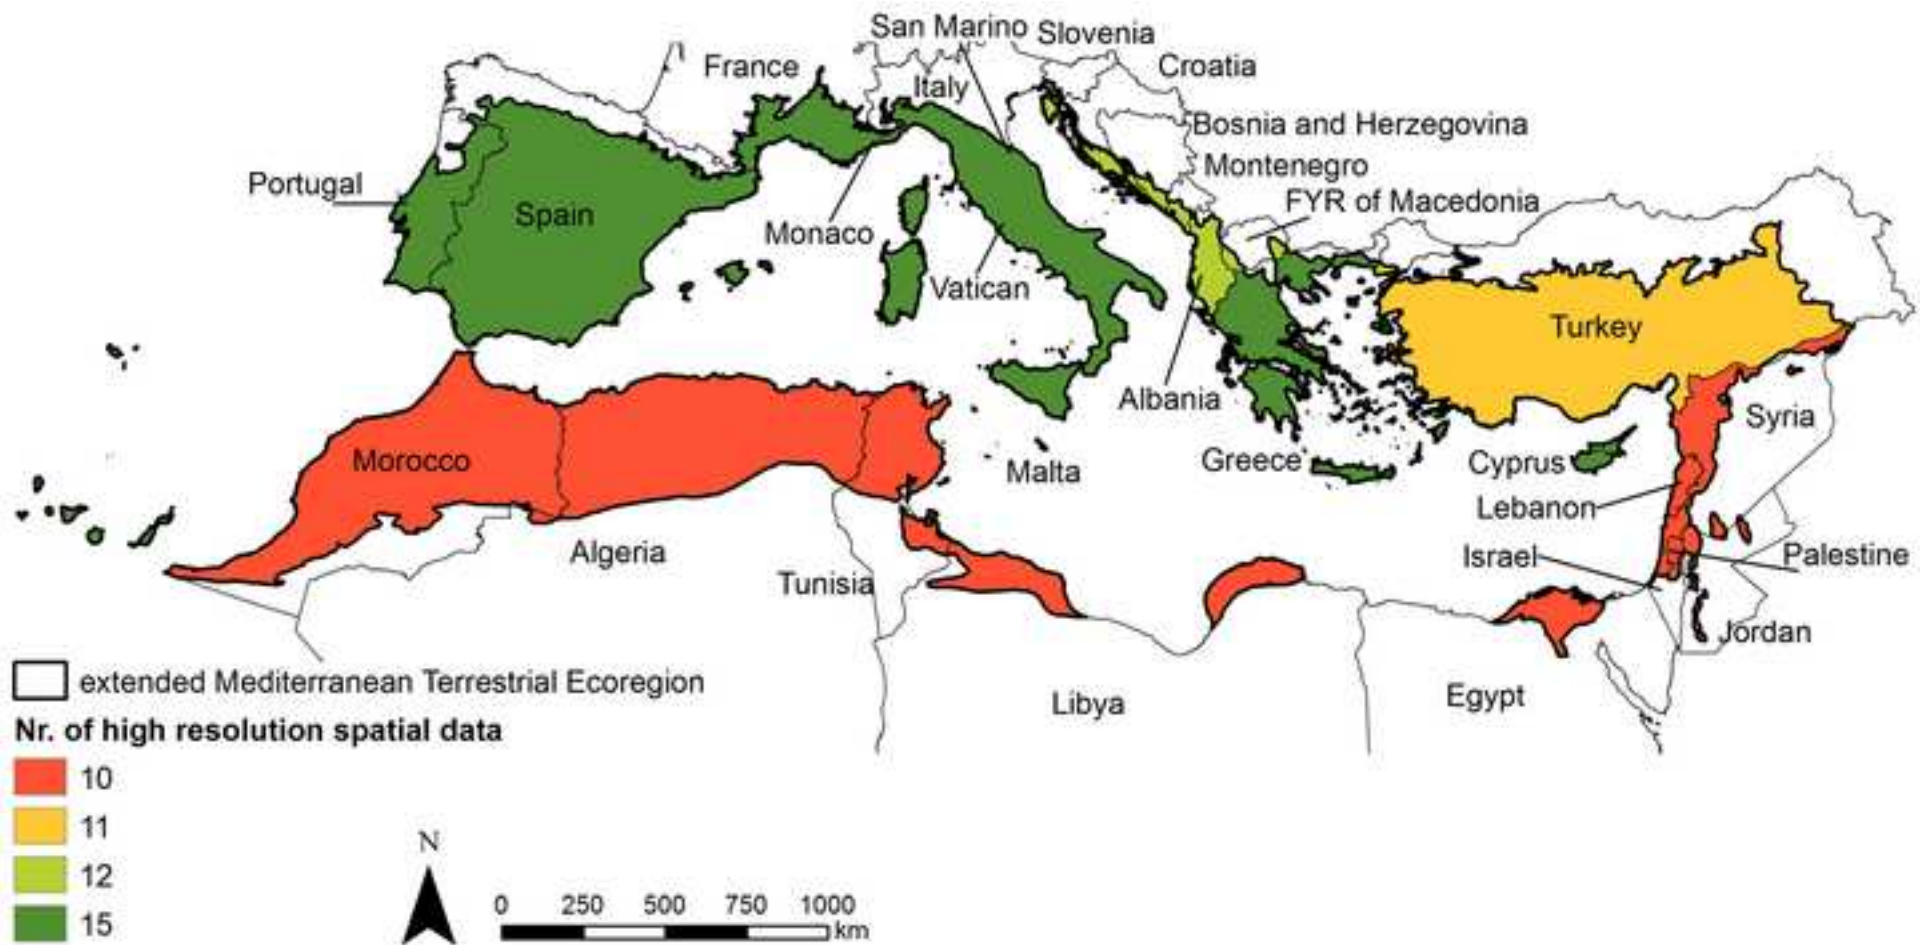 San Marino
Slovenia
France
Croatia
Italy
Bosnia and Herzegovina
Montenegro
Portugal
FYR of Macedonia
Spain
Monaco
Vatican
Turkey
Albania
Syria
Morocco
Malta
Greece
Cyprus
Lebanon
Algeria
Israel
Palestine
Tunisia
Jordan
Libya
Egypt
extended Mediterranean Terrestrial Ecoregion
Nr. of high resolution spatial data
10
11
12
15
N
0 250 500 750 1000
km